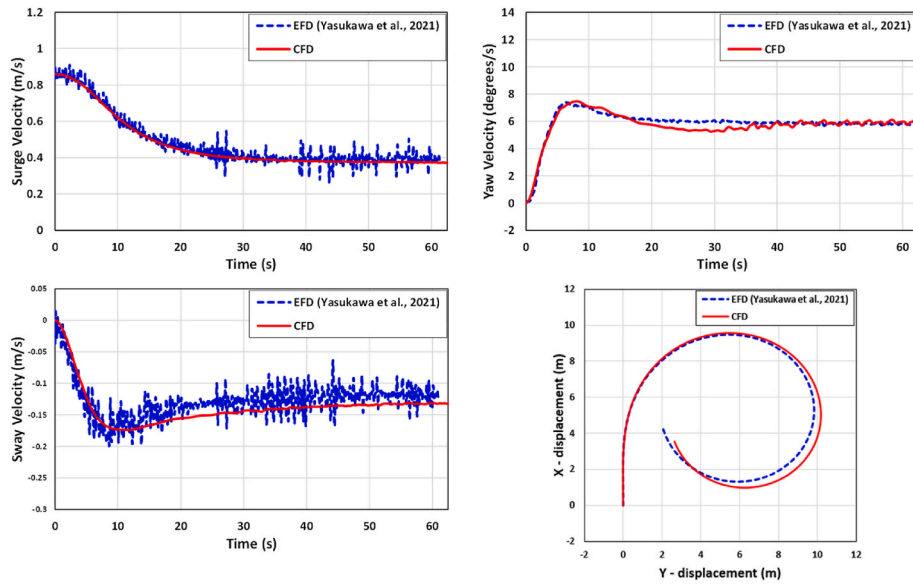 EFD (Yasukawa et al., 2021)
CFD
Surge Velocity (m/s)
1.2
1
0.8
0.6
0.4
0.2
0
0 10 20 30 40 50 60
Time (s)
EFD (Yasukawa et al., 2021)
CFD
Yaw Velocity (degrees/s)
14
12
10
8
6
4
2
0
-2
0 10 20 30 40 50 60
Time (s)
EFD (Yasukawa et al., 2021)
CFD
Sway Velocity (m/s)
0.05
0
-0.05
-0.1
-0.15
-0.2
-0.25
-0.3
0 10 20 30 40 50 60
Time (s)
EFD (Yasukawa et al., 2021)
CFD
X - displacement (m)
12
10
8
6
4
2
0
-2
-2 0 2 4 6 8 10 12
Y - displacement (m)